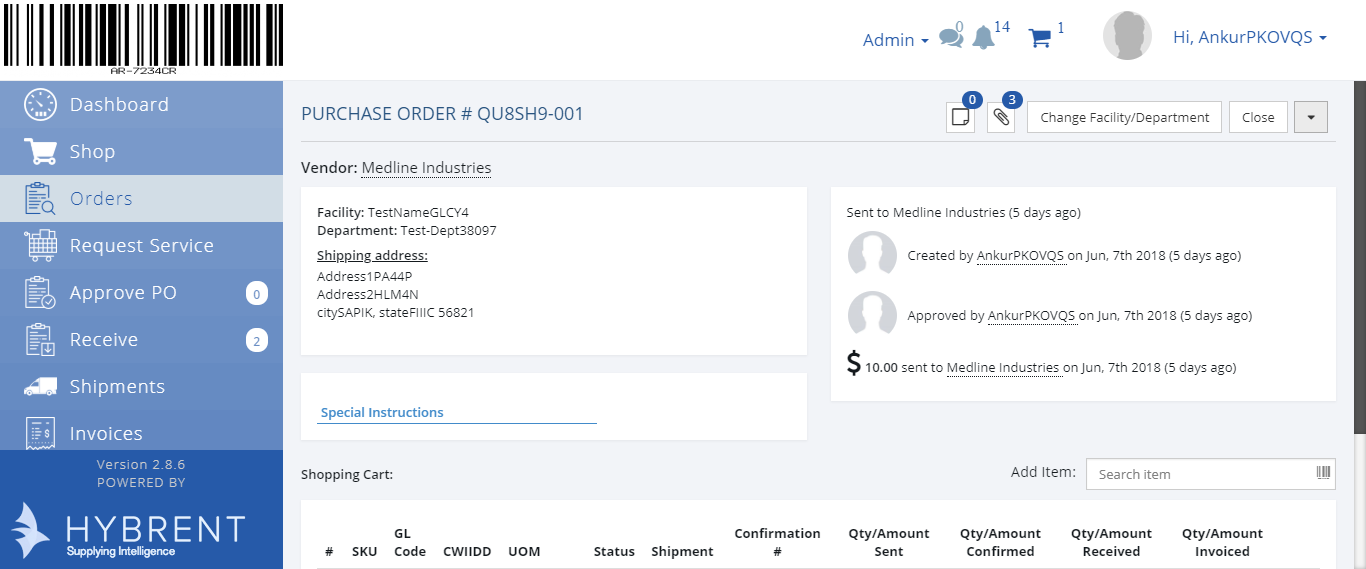 AR-7234CR
Admin
0
14
1
Hi, AnkurPKOVQS
Dashboard
Shop
Orders
Request Service
Approve PO 0
Receive 2
Shipments
Invoices
Version 2.8.6
POWERED BY
HYBRENT
Supplying Intelligence
PURCHASE ORDER # QU8SH9-001
0
3
Change Facility/Department
Close
Vendor: Medline Industries
Facility: TestNameGLCY4
Department: Test-Dept38097
Shipping address:
Address1PA44P
Address2HLM4N
citySAPIK, stateFIIIC 56821
Special Instructions
Sent to Medline Industries (5 days ago)
Created by AnkurPKOVQS on Jun, 7th 2018 (5 days ago)
Approved by AnkurPKOVQS on Jun, 7th 2018 (5 days ago)
$ 10.00 sent to Medline Industries on Jun, 7th 2018 (5 days ago)
Shopping Cart:
Add Item: Search item
# SKU GL Code CWIIDD UOM Status Shipment Confirmation # Qty/Amount Sent Qty/Amount Confirmed Qty/Amount Received Qty/Amount Invoiced